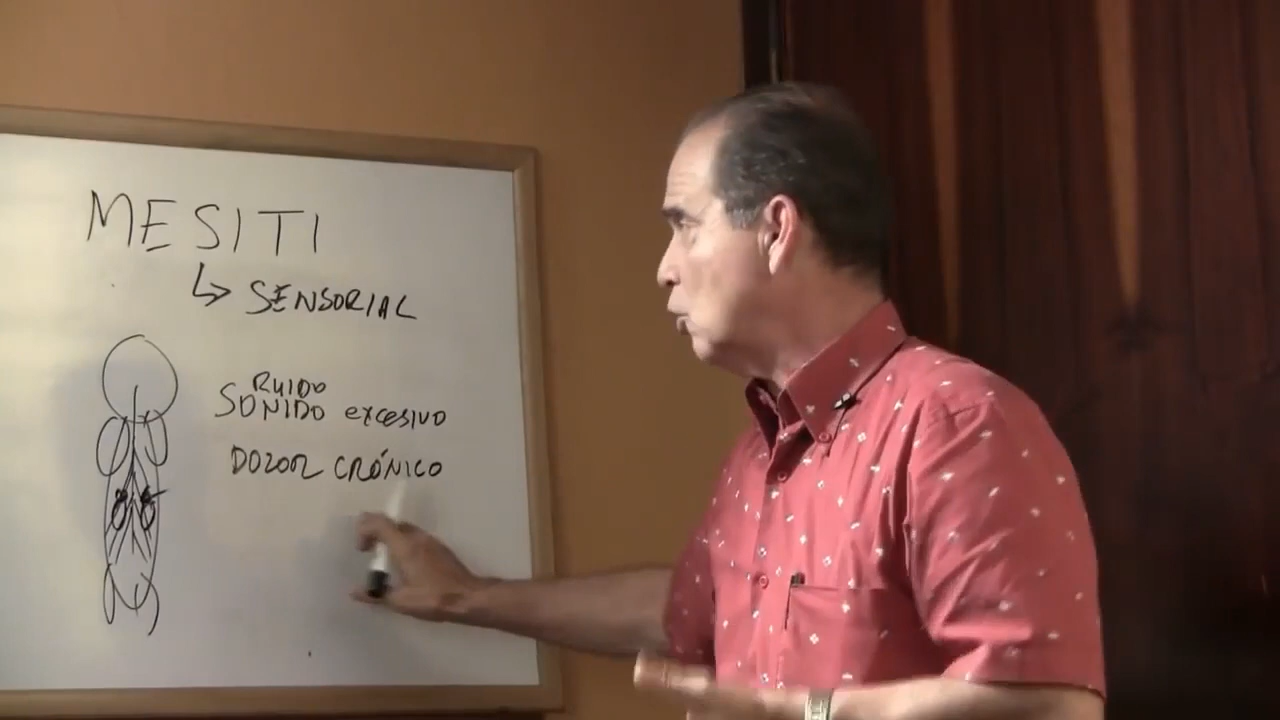 MESITI
↳ SENSORIAL
RUIDO
SONIDO excesivo
DOLOR CRÓNICO